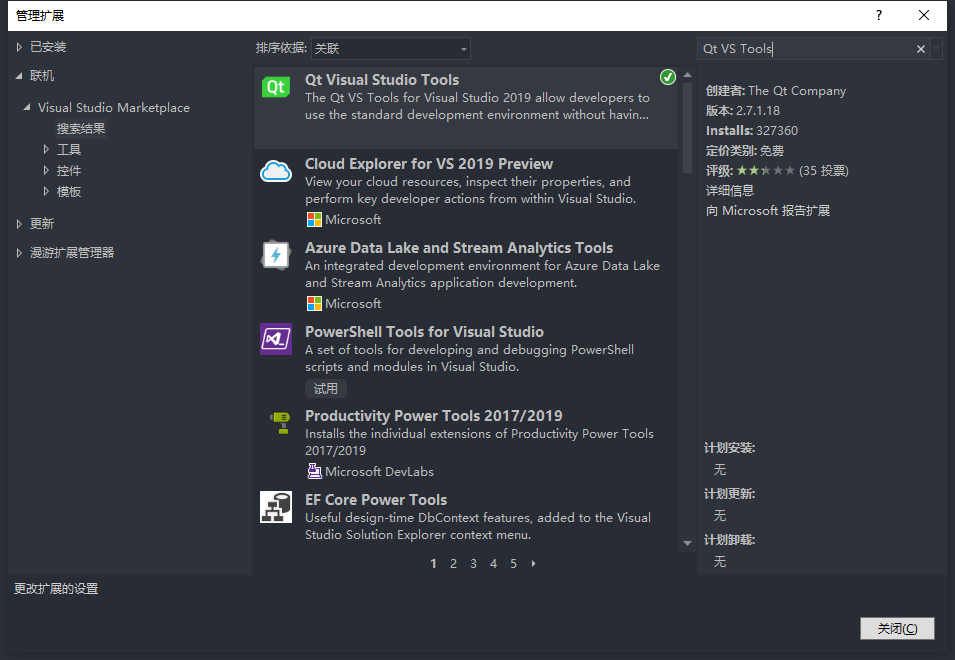 管理扩展
?
已安装
联机
Visual Studio Marketplace
搜索结果
工具
控件
模板
更新
漫游扩展管理器
排序依据: 关联
Qt
Qt Visual Studio Tools
The Qt VS Tools for Visual Studio 2019 allow developers to
use the standard development environment without havin...
Cloud Explorer for VS 2019 Preview
View your cloud resources, inspect their properties, and
perform key developer actions from within Visual Studio.
Microsoft
Azure Data Lake and Stream Analytics Tools
An integrated development environment for Azure Data Lake
and Stream Analytics application development.
Microsoft
PowerShell Tools for Visual Studio
A set of tools for developing and debugging PowerShell
scripts and modules in Visual Studio.
试用
Productivity Power Tools 2017/2019
Installs the individual extensions of Productivity Power Tools
2017/2019
Microsoft DevLabs
EF Core Power Tools
Useful design-time DbContext features, added to the Visual
Studio Solution Explorer context menu.
1 2 3 4 5
Qt VS Tools
创建者: The Qt Company
版本: 2.7.1.18
Installs: 327360
定价类别: 免费
评级: ★★★★★ (35 投票)
详细信息
向 Microsoft 报告扩展
计划安装:
无
计划更新:
无
计划卸载:
无
更改扩展的设置
关闭(C)